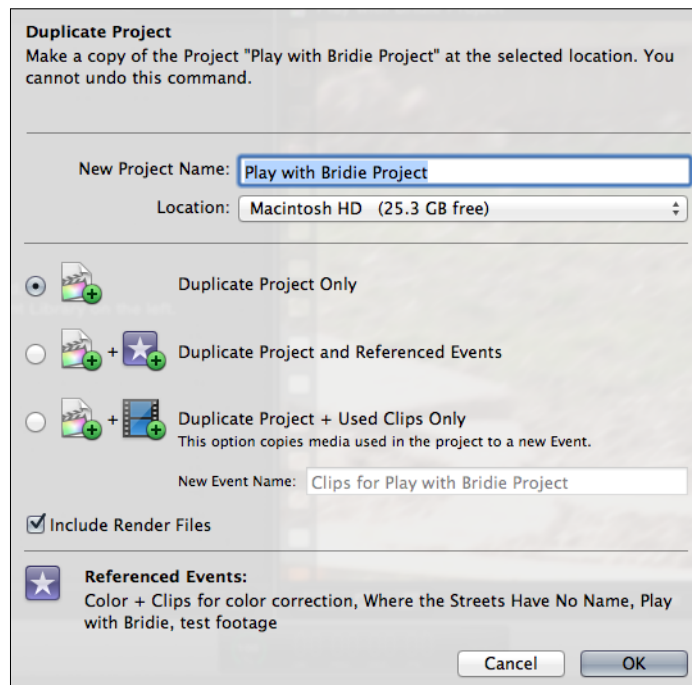 Duplicate Project
Make a copy of the Project "Play with Bridie Project" at the selected location. You
cannot undo this command.
New Project Name: Play with Bridie Project
Location: Macintosh HD (25.3 GB free)
Duplicate Project Only
+ Duplicate Project and Referenced Events
+ Duplicate Project + Used Clips Only
This option copies media used in the project to a new Event.
New Event Name: Clips for Play with Bridie Project
Include Render Files
Referenced Events:
Color + Clips for color correction, Where the Streets Have No Name, Play
with Bridie, test footage
Cancel OK